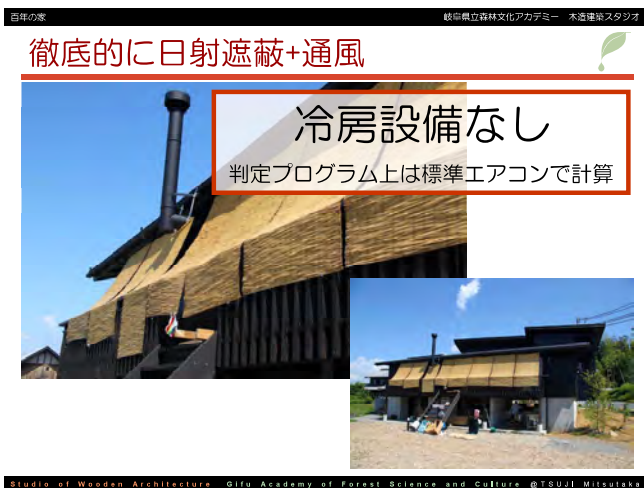 百年の家
岐阜県立森林文化アカデミー 木造建築スタジオ
徹底的に日射遮蔽+通風
冷房設備なし
判定プログラム上は標準エアコンで計算
Studio of Wooden Architecture Gifu Academy of Forest Science and Culture @TSUJI Mitsutaka